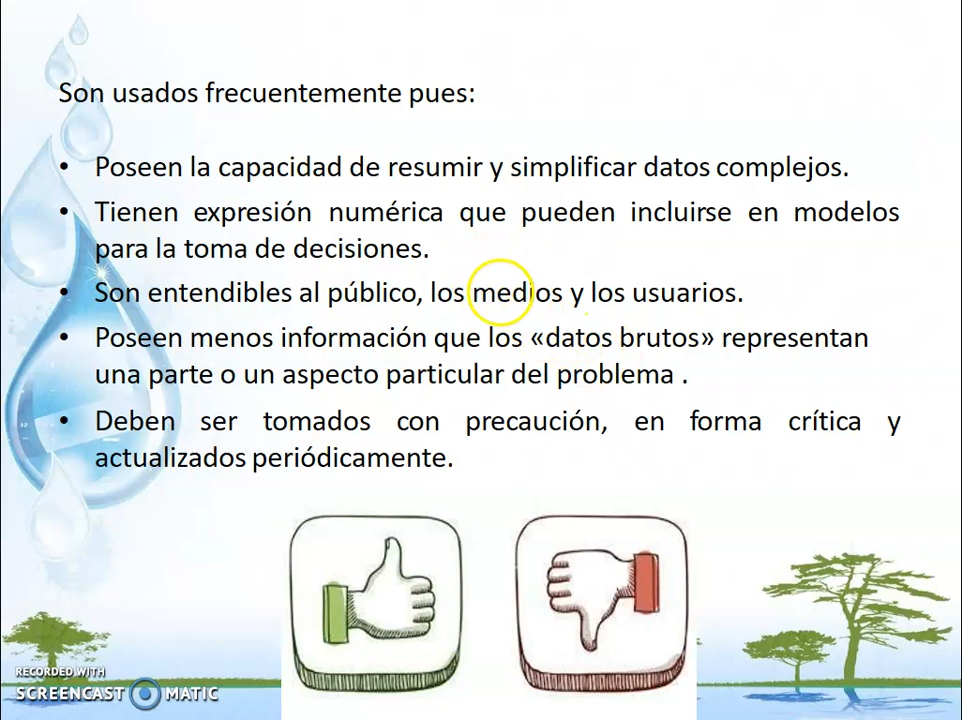 Son usados frecuentemente pues:
• Poseen la capacidad de resumir y simplificar datos complejos.
• Tienen expresión numérica que pueden incluirse en modelos
para la toma de decisiones.
• Son entendibles al público, los medios y los usuarios.
• Poseen menos información que los «datos brutos» representan
una parte o un aspecto particular del problema .
• Deben ser tomados con precaución, en forma crítica y
actualizados periódicamente.
RECORDED WITH
SCREENCAST MATIC